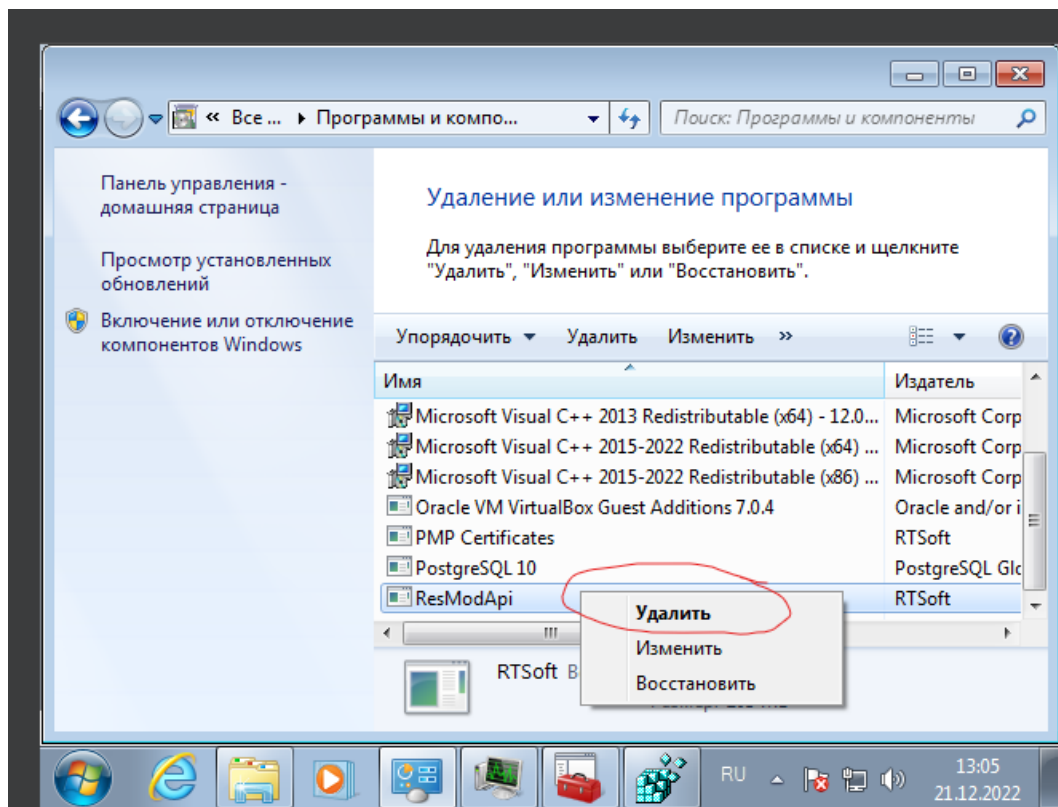 « Все ... Програ​ммы и компо...
Поиск: Программы и компоненты
Панель управления -
домашняя страница
Просмотр установленных
обновлений
Включение или отключение
компонентов Windows
Удаление или изменение программы
Для удаления программы выберите ее в списке и щелкните
"Удалить", "Изменить" или "Восстановить".
Упорядочить Удалить Изменить »
Имя Издатель
Microsoft Visual C++ 2013 Redistributable (x64) - 12.0... Microsoft Corp
Microsoft Visual C++ 2015-2022 Redistributable (x64) ... Microsoft Corp
Microsoft Visual C++ 2015-2022 Redistributable (x86) ... Microsoft Corp
Oracle VM VirtualBox Guest Additions 7.0.4 Oracle and/or i
PMP Certificates RTSoft
PostgreSQL 10 PostgreSQL Glo
ResModApi RTSoft
Удалить
Изменить
Восстановить
RTSoft
RU 13:05
21.12.2022